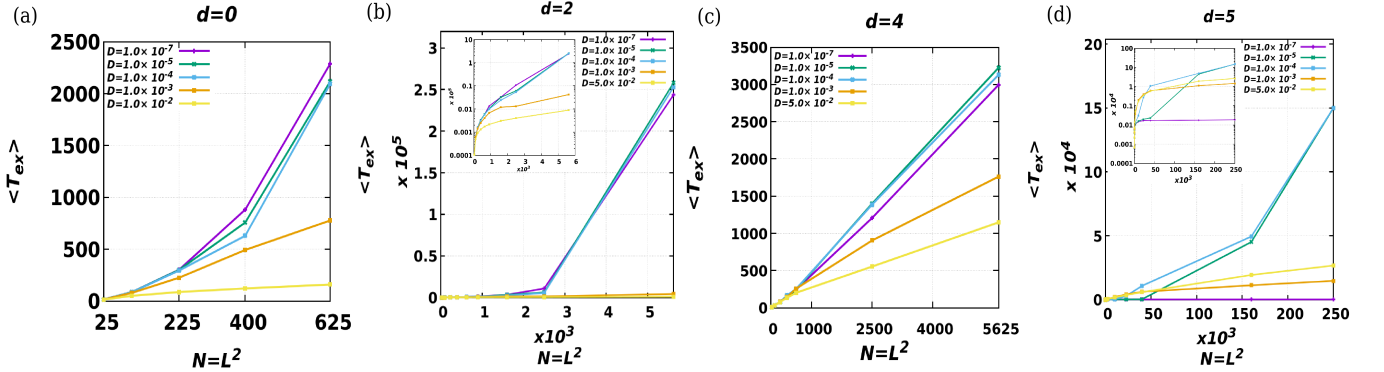 (a)
d=0
<T_ex>
2500
2000
1500
1000
500
0
D=1.0× 10^-7
D=1.0× 10^-5
D=1.0× 10^-4
D=1.0× 10^-3
D=1.0× 10^-2
25 225 400 625
N=L^2
(b)
d=2
<T_ex>
× 10^5
3
2.5
2
1.5
1
0.5
0
D=1.0× 10^-7
D=1.0× 10^-5
D=1.0× 10^-4
D=1.0× 10^-3
D=5.0× 10^-2
10
1
0.1
0.01
0.001
0.0001
x 10^5
0 1 2 3 4 5 6
x10^3
0 1 2 3 4 5
x10^3
N=L^2
(c)
d=4
<T_ex>
3500
3000
2500
2000
1500
1000
500
0
D=1.0× 10^-7
D=1.0× 10^-5
D=1.0× 10^-4
D=1.0× 10^-3
D=5.0× 10^-2
0 1000 2500 4000 5625
N=L^2
(d)
d=5
<T_ex>
x 10^4
20
15
10
5
0
D=1.0× 10^-7
D=1.0× 10^-5
D=1.0× 10^-4
D=1.0× 10^-3
D=5.0× 10^-2
100
10
1
0.1
0.01
0.001
0.0001
x 10^4
0 50 100 150 200 250
x10^3
0 50 100 150 200 250
x10^3
N=L^2